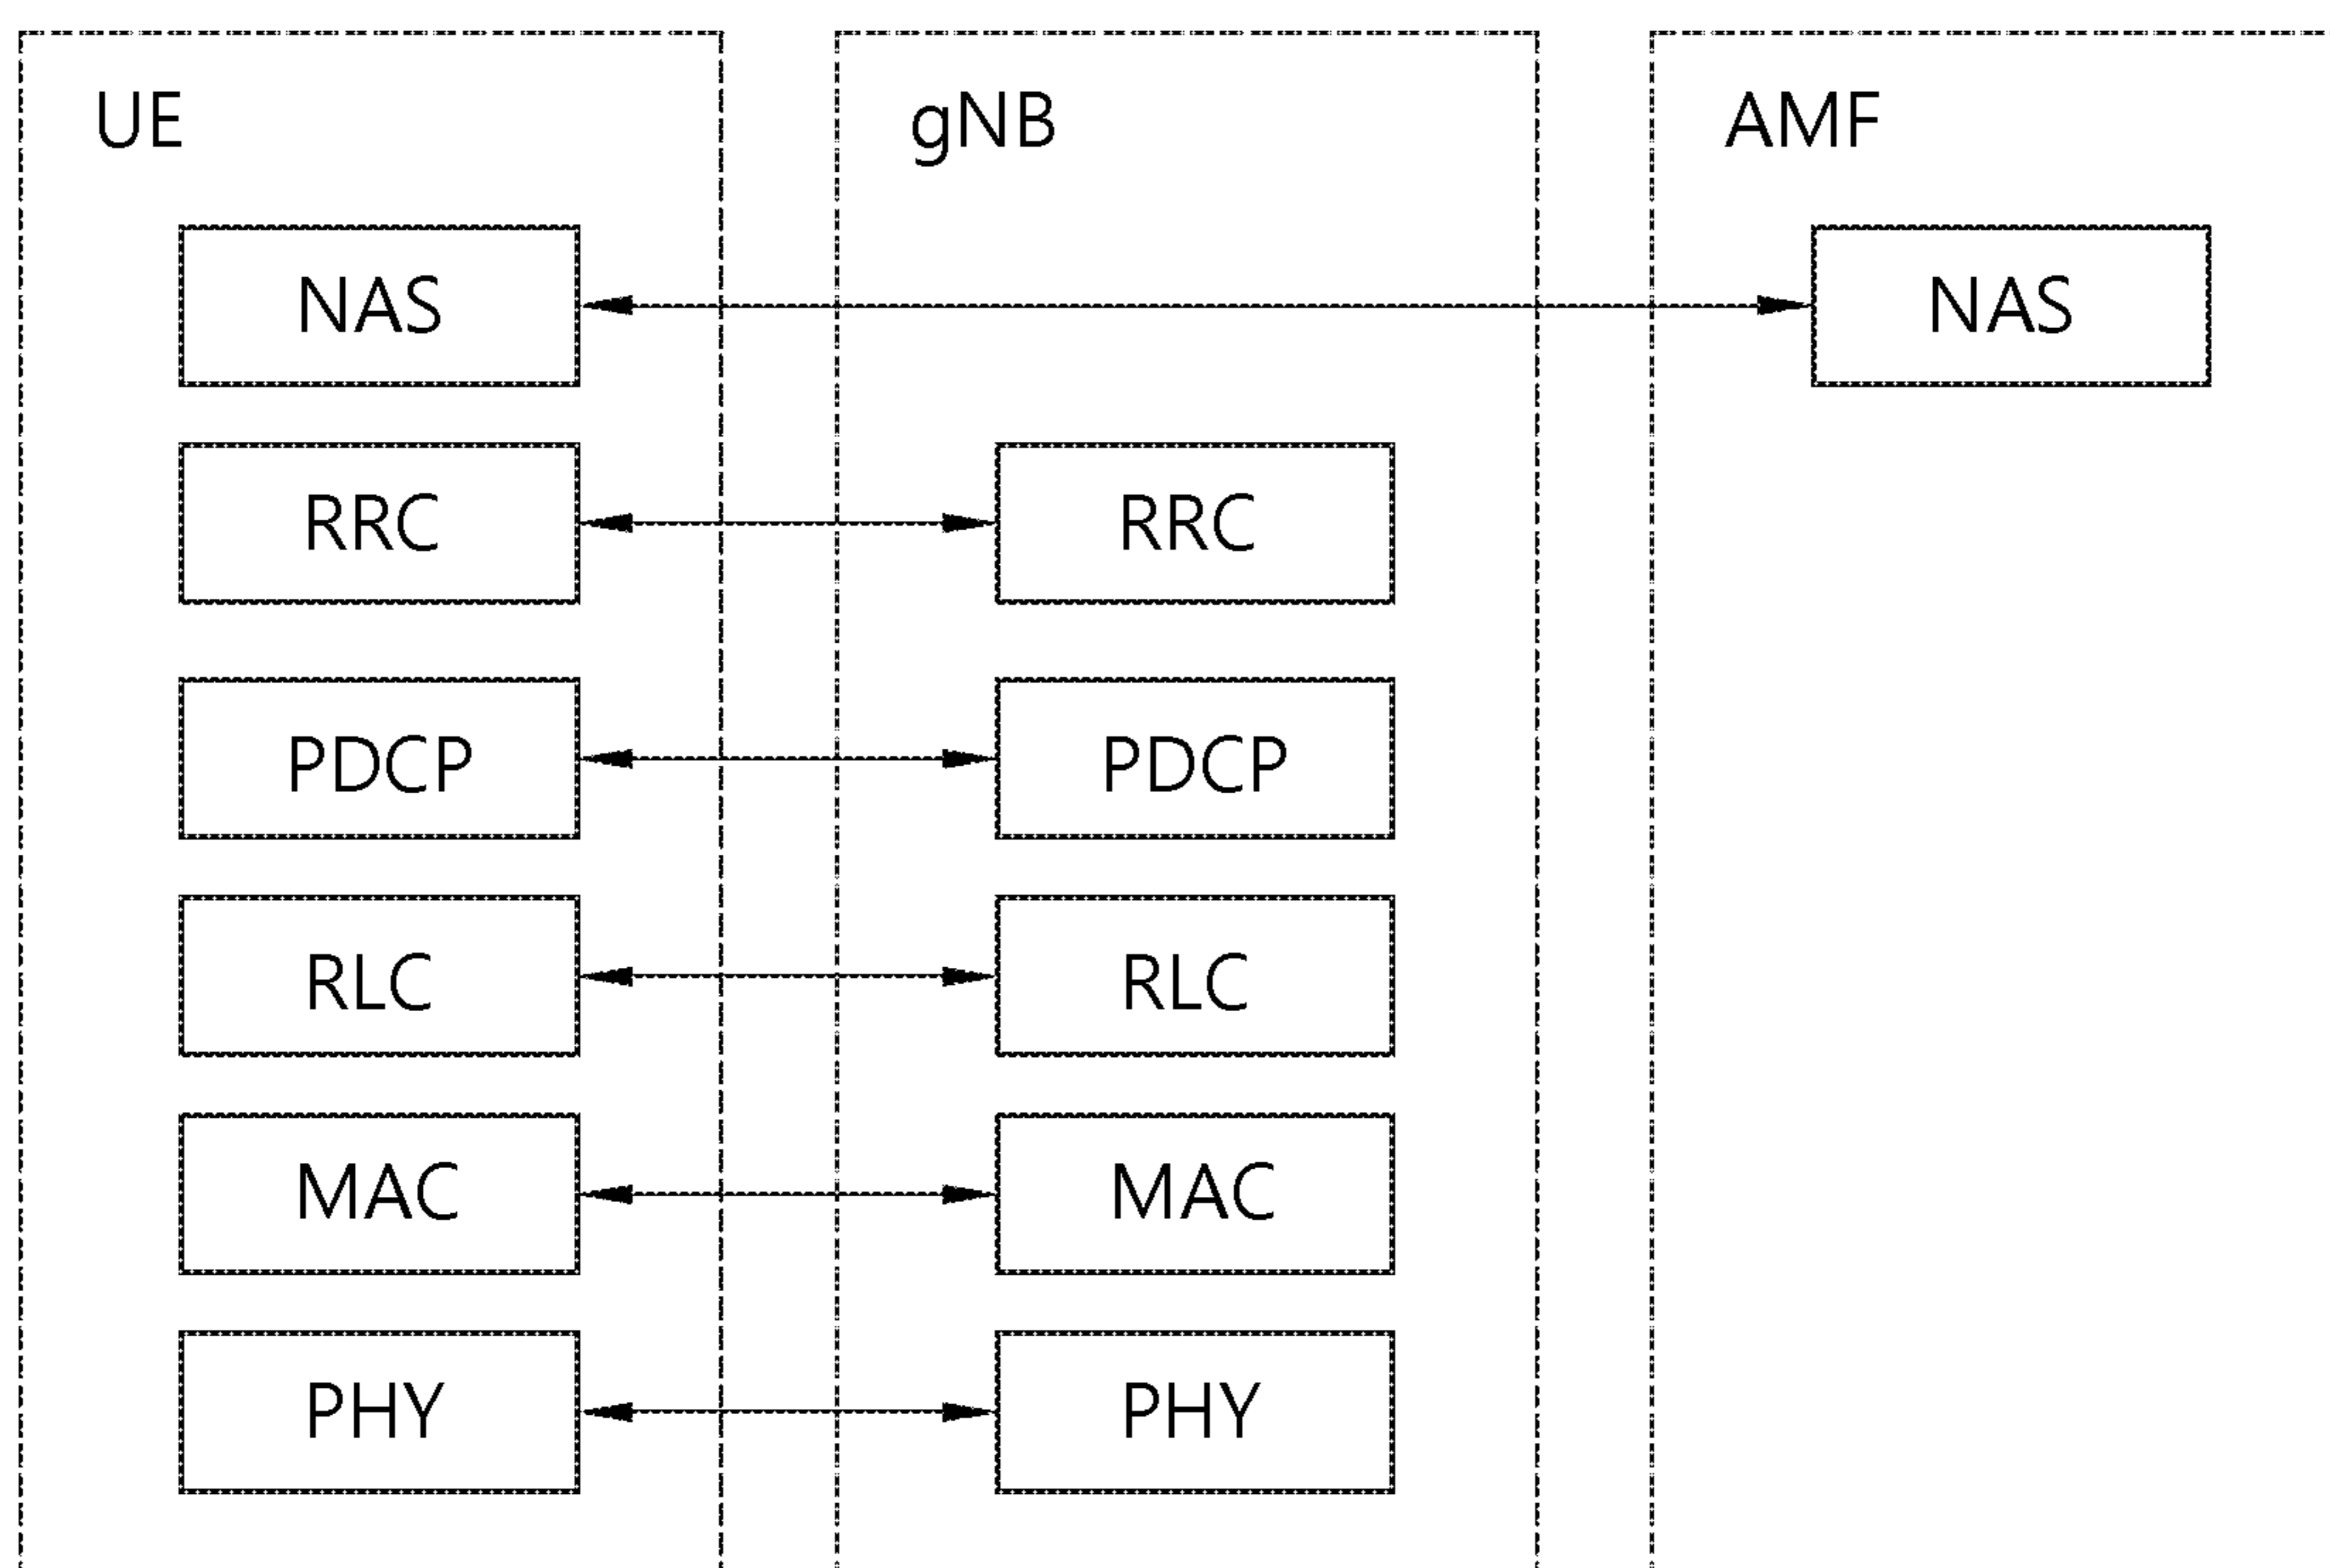 UE
gNB
AMF
NAS
NAS
RRC
RRC
PDCP
PDCP
RLC
RLC
MAC
MAC
PHY
PHY